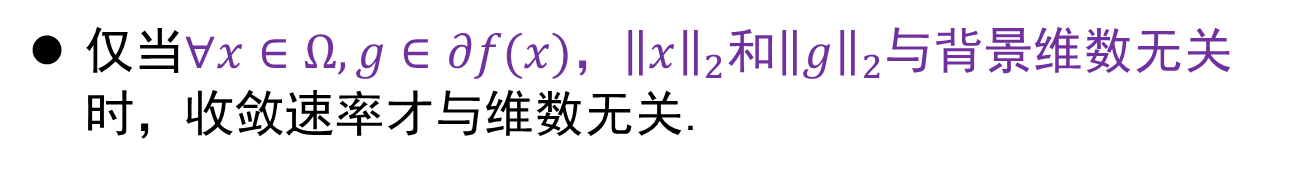 ● 仅当∀x ∈ Ω, g ∈ ∂f(x)，‖x‖₂和‖g‖₂与背景维数无关
时，收敛速率才与维数无关.